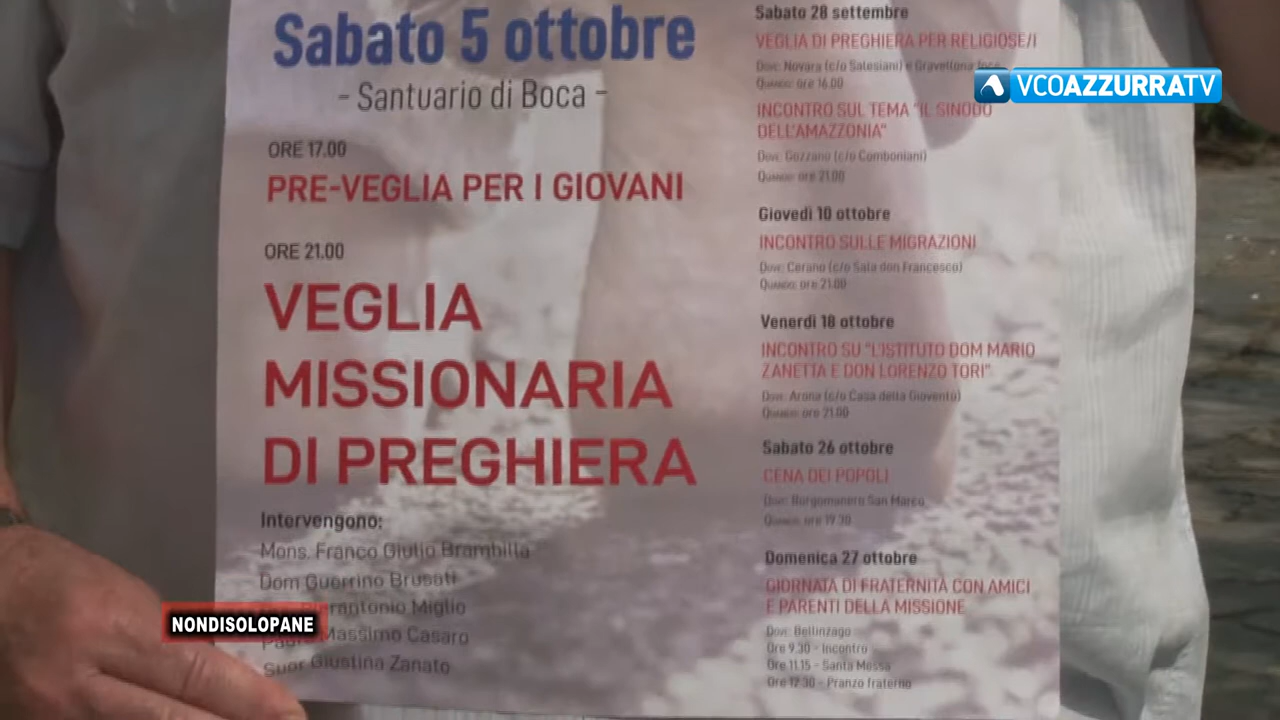 Sabato 5 ottobre
- Santuario di Boca -
ORE 17.00
PRE-VEGLIA PER I GIOVANI
ORE 21.00
VEGLIA
MISSIONARIA
DI PREGHIERA
Intervengono:
Mons. Franco Giulio Brambilla
Dom Guerrino Brusati
Pierantonio Miglio
Padre Massimo Casaro
Suor Giustina Zanato
Sabato 28 settembre
VEGLIA DI PREGHIERA PER RELIGIOSE/I
Dove: Novara (c/o Salesiani) e Gravellona
Quando: ore 16.00
INCONTRO SUL TEMA "IL SINODO
DELL'AMAZZONIA"
Dove: Gozzano (c/o Comboniani)
Quando: ore 21.00
Giovedì 10 ottobre
INCONTRO SULLE MIGRAZIONI
Dove: Cerano (c/o Sala don Francesco)
Quando: ore 21.00
Venerdì 18 ottobre
INCONTRO SU "L'ISTITUTO DOM MARIO
ZANETTA E DON LORENZO TORI"
Dove: Arona (c/o Casa della Gioventù)
Quando: ore 21.00
Sabato 26 ottobre
CENA DEI POPOLI
Dove: Borgomanero San Marco
Quando: ore 19.30
Domenica 27 ottobre
GIORNATA DI FRATERNITÀ CON AMICI
E PARENTI DELLA MISSIONE
Dove: Bellinzago
Ore 9.30 - Incontro
Ore 11.15 - Santa Messa
Ore 12.30 - Pranzo fraterno
VCOAZZURRATV
NONDISOLOPANE